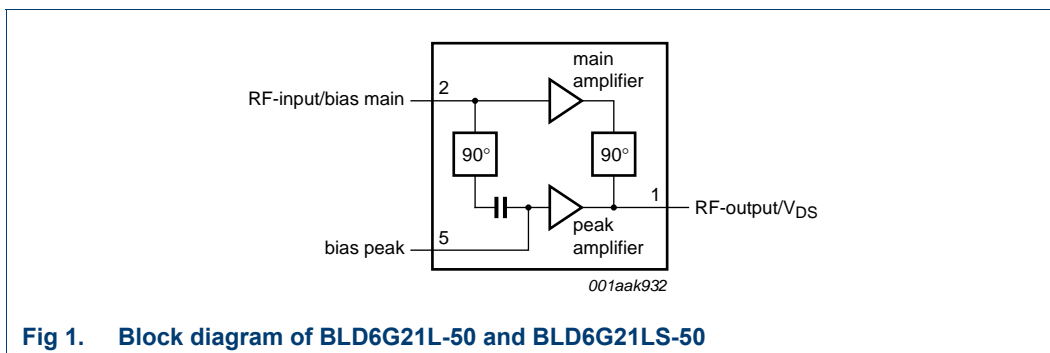 main
amplifier
2
RF-input/bias main
90°
90°
1
RF-output/V_DS
peak
amplifier
5
bias peak
001aak932
Fig 1. Block diagram of BLD6G21L-50 and BLD6G21LS-50